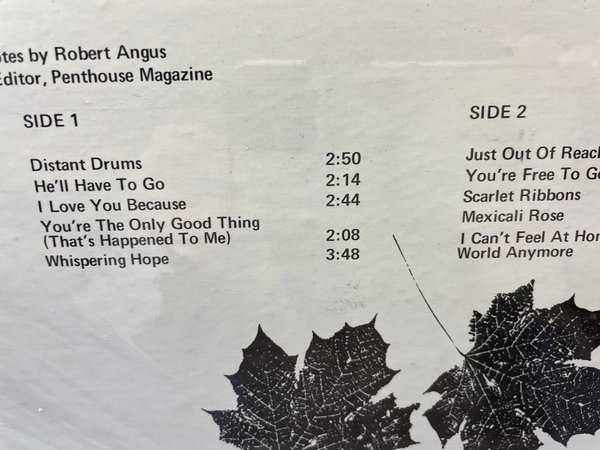 by Robert Angus
Editor, Penthouse Magazine
SIDE 1
Distant Drums 2:50
He'll Have To Go 2:14
I Love You Because 2:44
You're The Only Good Thing
(That's Happened To Me) 2:08
Whispering Hope 3:48
SIDE 2
Just Out Of Reach
You're Free To Go
Scarlet Ribbons
Mexicali Rose
I Can't Feel At
World Anymore